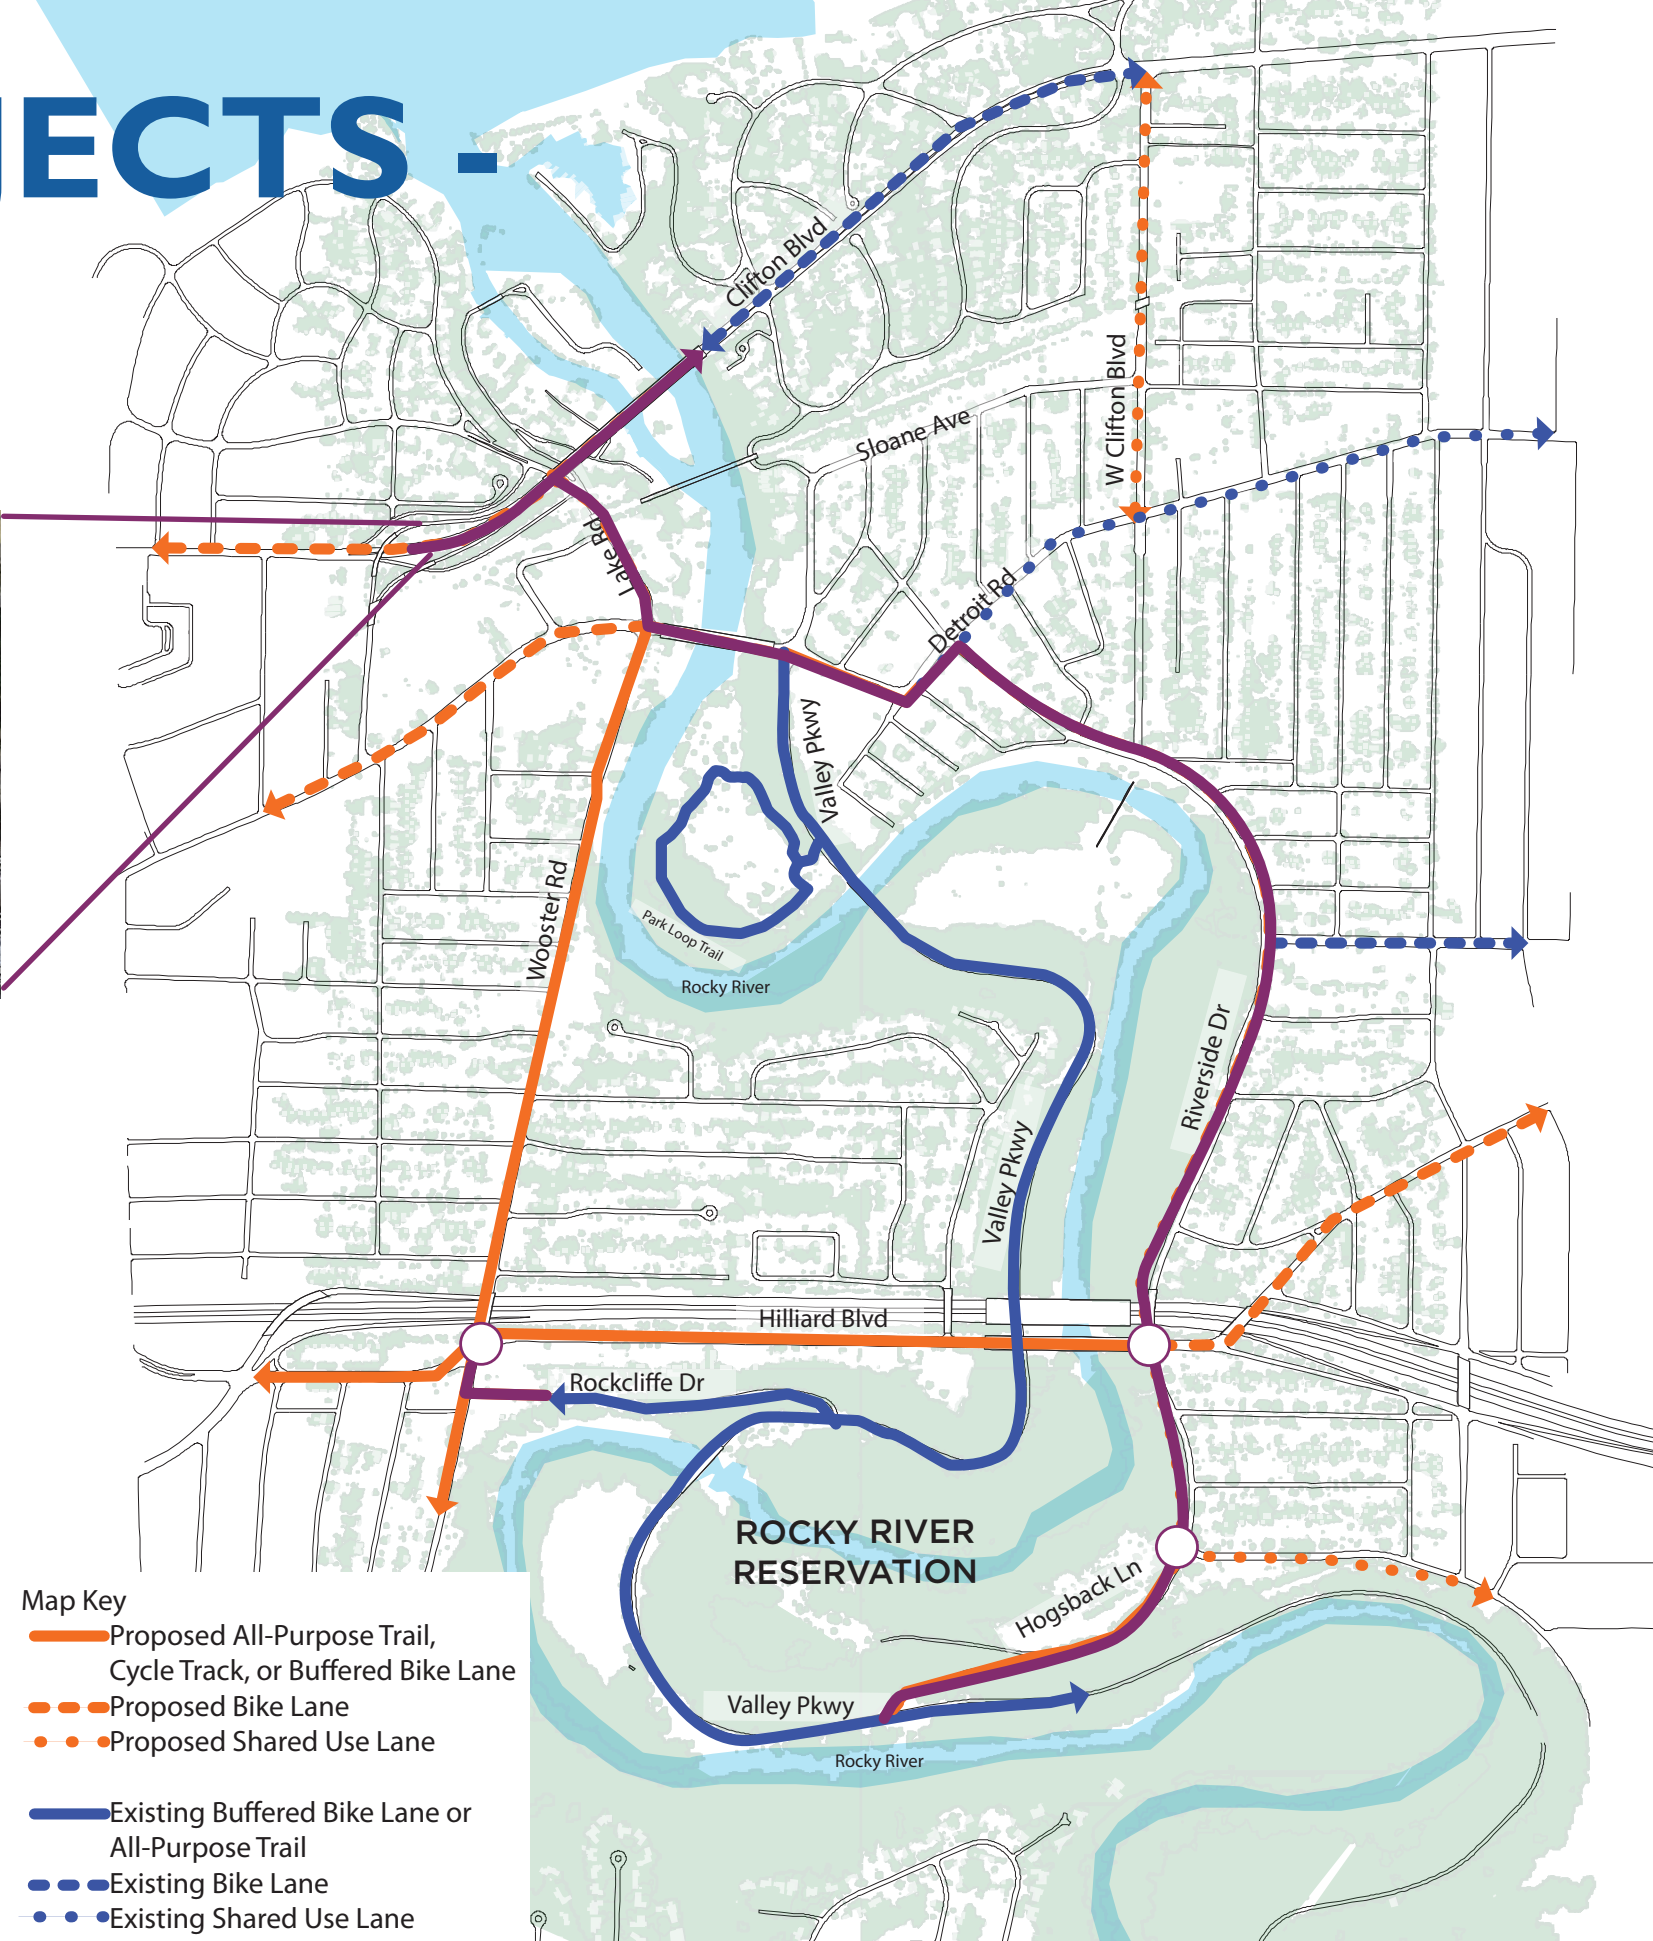 JECTS -
Clifton Blvd
W Clifton Blvd
Sloane Ave
Lake Rd
Detroit Rd
Valley Pkwy
Wooster Rd
Park Loop Trail
Rocky River
Riverside Dr
Valley Pkwy
Hilliard Blvd
Rockcliffe Dr
ROCKY RIVER
RESERVATION
Hogsback Ln
Valley Pkwy
Rocky River
Map Key
Proposed All-Purpose Trail,
Cycle Track, or Buffered Bike Lane
Proposed Bike Lane
Proposed Shared Use Lane
Existing Buffered Bike Lane or
All-Purpose Trail
Existing Bike Lane
Existing Shared Use Lane